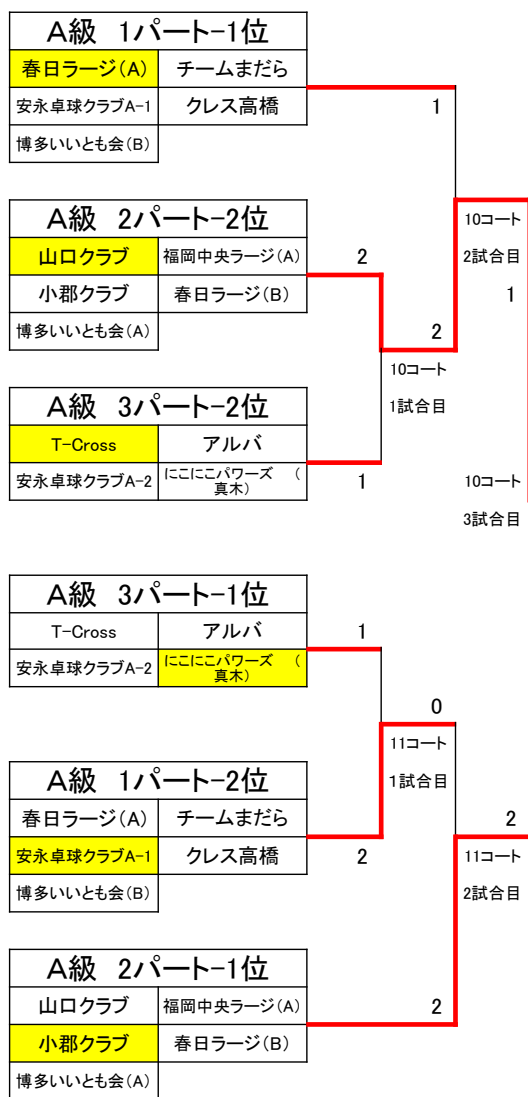 A級 1パート-1位
春日ラージ(A) チームまだら
安永卓球クラブA-1 クレス高橋
1
博多いいとも会(B)
A級 2パート-2位
10コート
山口クラブ 福岡中央ラージ(A)
2
2試合目
小郡クラブ 春日ラージ(B)
1
博多いいとも会(A)
2
10コート
A級 3パート-2位
1試合目
T-Cross アルバ
安永卓球クラブA-2 にこにこパワーズ (
真木)
1
10コート
3試合目
A級 3パート-1位
T-Cross アルバ
1
安永卓球クラブA-2 にこにこパワーズ (
真木)
0
11コート
A級 1パート-2位
1試合目
春日ラージ(A) チームまだら
2
安永卓球クラブA-1 クレス高橋
2
11コート
博多いいとも会(B)
2試合目
A級 2パート-1位
山口クラブ 福岡中央ラージ(A)
2
小郡クラブ 春日ラージ(B)
博多いいとも会(A)